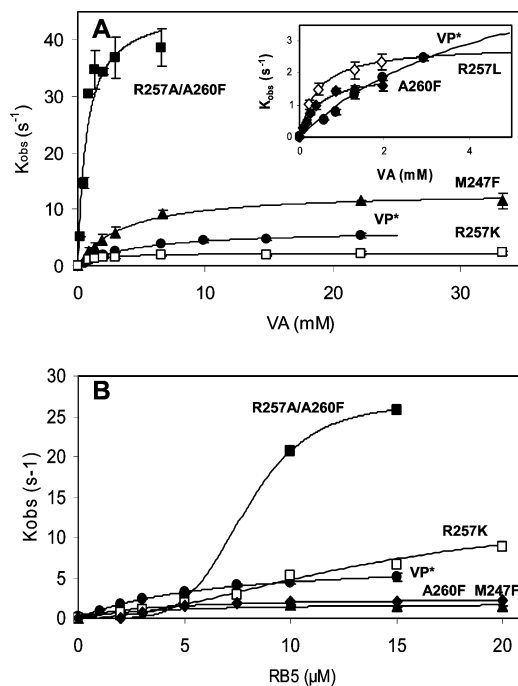 A
40
30
20
10
0
Kobs (s-1)
R257A/A260F
3
2
1
0
Kobs (s-1)
VP*
R257L
A260F
0
2
4
VA (mM)
M247F
VP*
R257K
0
10
20
30
VA (mM)
B
30
25
20
15
10
5
0
Kobs (s-1)
R257A/A260F
R257K
VP*
A260F M247F
0
5
10
15
20
RB5 (µM)